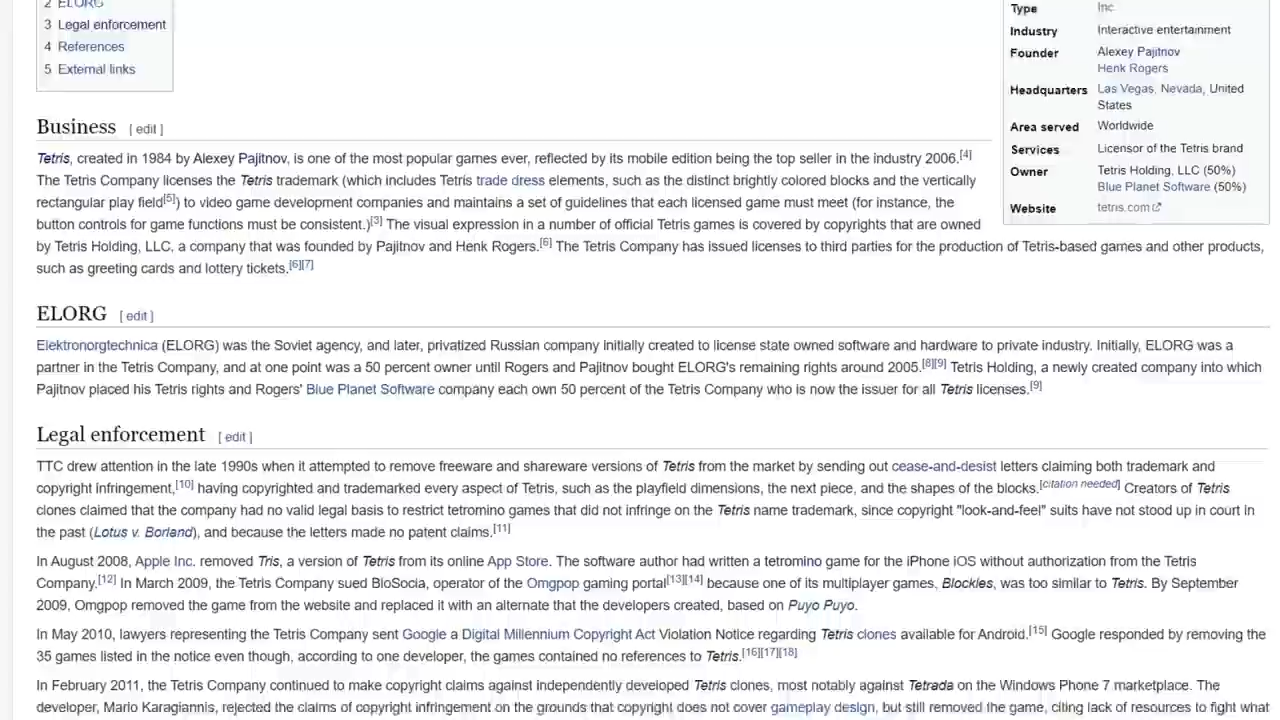 2 ELORG
3 Legal enforcement
4 References
5 External links
Type Inc
Industry Interactive entertainment
Founder Alexey Pajitnov
Henk Rogers
Headquarters Las Vegas, Nevada, United
States
Area served Worldwide
Services Licensor of the Tetris brand
Owner Tetris Holding, LLC (50%)
Blue Planet Software (50%)
Website tetris.com
Business [ edit ]
Tetris, created in 1984 by Alexey Pajitnov, is one of the most popular games ever, reflected by its mobile edition being the top seller in the industry 2006.[4]
The Tetris Company licenses the Tetris trademark (which includes Tetris trade dress elements, such as the distinct brightly colored blocks and the vertically
rectangular play field[5]) to video game development companies and maintains a set of guidelines that each licensed game must meet (for instance, the
button controls for game functions must be consistent.)[3] The visual expression in a number of official Tetris games is covered by copyrights that are owned
by Tetris Holding, LLC, a company that was founded by Pajitnov and Henk Rogers.[6] The Tetris Company has issued licenses to third parties for the production of Tetris-based games and other products,
such as greeting cards and lottery tickets.[6][7]
ELORG [ edit ]
Elektronorgtechnica (ELORG) was the Soviet agency, and later, privatized Russian company initially created to license state owned software and hardware to private industry. Initially, ELORG was a
partner in the Tetris Company, and at one point was a 50 percent owner until Rogers and Pajitnov bought ELORG's remaining rights around 2005.[8][9] Tetris Holding, a newly created company into which
Pajitnov placed his Tetris rights and Rogers' Blue Planet Software company each own 50 percent of the Tetris Company who is now the issuer for all Tetris licenses.[9]
Legal enforcement [ edit ]
TTC drew attention in the late 1990s when it attempted to remove freeware and shareware versions of Tetris from the market by sending out cease-and-desist letters claiming both trademark and
copyright infringement,[10] having copyrighted and trademarked every aspect of Tetris, such as the playfield dimensions, the next piece, and the shapes of the blocks.[citation needed] Creators of Tetris
clones claimed that the company had no valid legal basis to restrict tetromino games that did not infringe on the Tetris name trademark, since copyright "look-and-feel" suits have not stood up in court in
the past (Lotus v. Borland), and because the letters made no patent claims.[11]
In August 2008, Apple Inc. removed Tris, a version of Tetris from its online App Store. The software author had written a tetromino game for the iPhone iOS without authorization from the Tetris
Company.[12] In March 2009, the Tetris Company sued BioSocia, operator of the Omgpop gaming portal[13][14] because one of its multiplayer games, Blockles, was too similar to Tetris. By September
2009, Omgpop removed the game from the website and replaced it with an alternate that the developers created, based on Puyo Puyo.
In May 2010, lawyers representing the Tetris Company sent Google a Digital Millennium Copyright Act Violation Notice regarding Tetris clones available for Android.[15] Google responded by removing the
35 games listed in the notice even though, according to one developer, the games contained no references to Tetris.[16][17][18]
In February 2011, the Tetris Company continued to make copyright claims against independently developed Tetris clones, most notably against Tetrada on the Windows Phone 7 marketplace. The
developer, Mario Karagiannis, rejected the claims of copyright infringement on the grounds that copyright does not cover gameplay design, but still removed the game, citing lack of resources to fight what